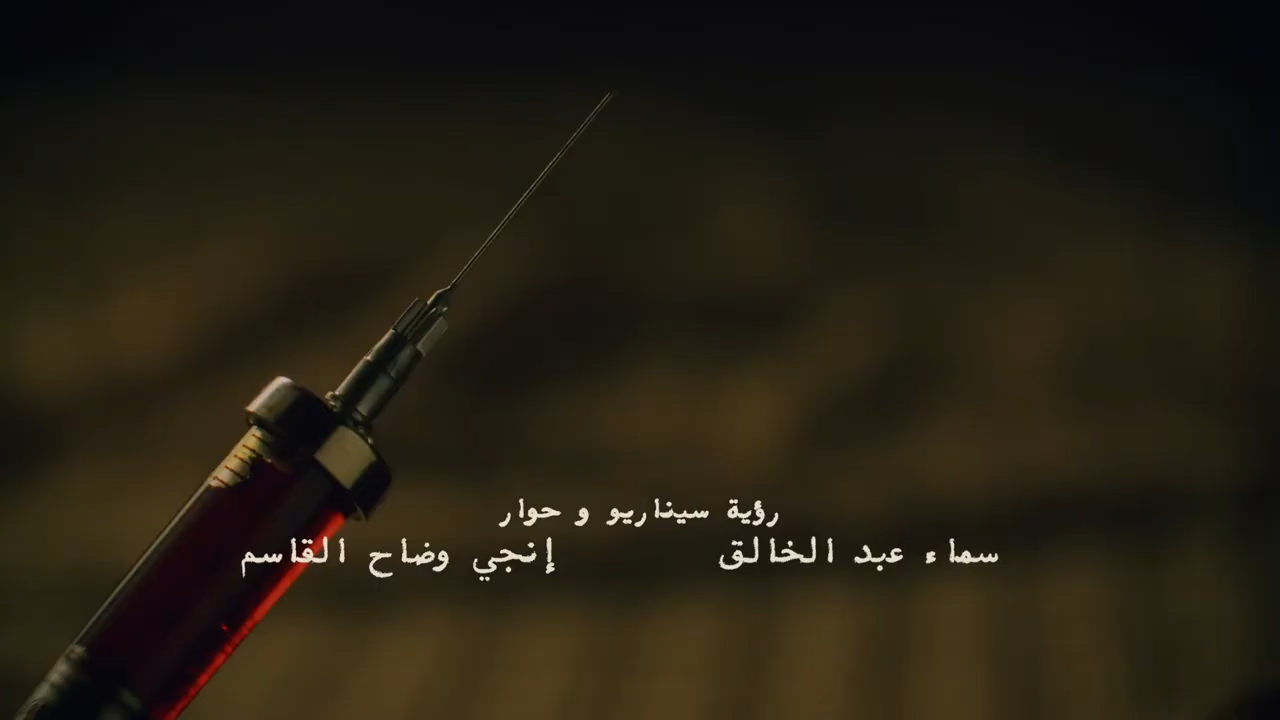 رؤية سيناريو و حوار
سماء عبد الخالق إنجي وضاح القاسم